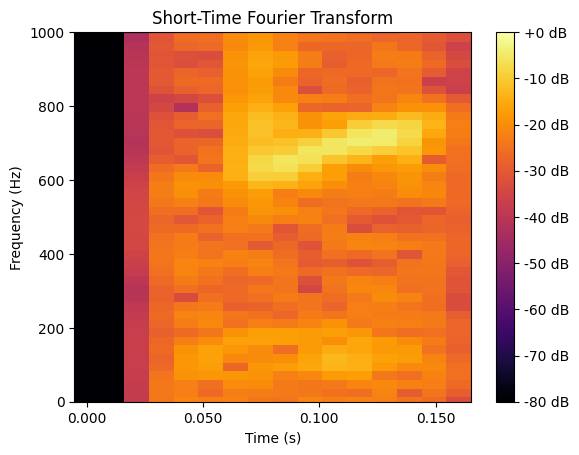 Short-Time Fourier Transform
1000
800
600
400
200
0
Frequency (Hz)
0.000
0.050
0.100
0.150
Time (s)
+0 dB
-10 dB
-20 dB
-30 dB
-40 dB
-50 dB
-60 dB
-70 dB
-80 dB